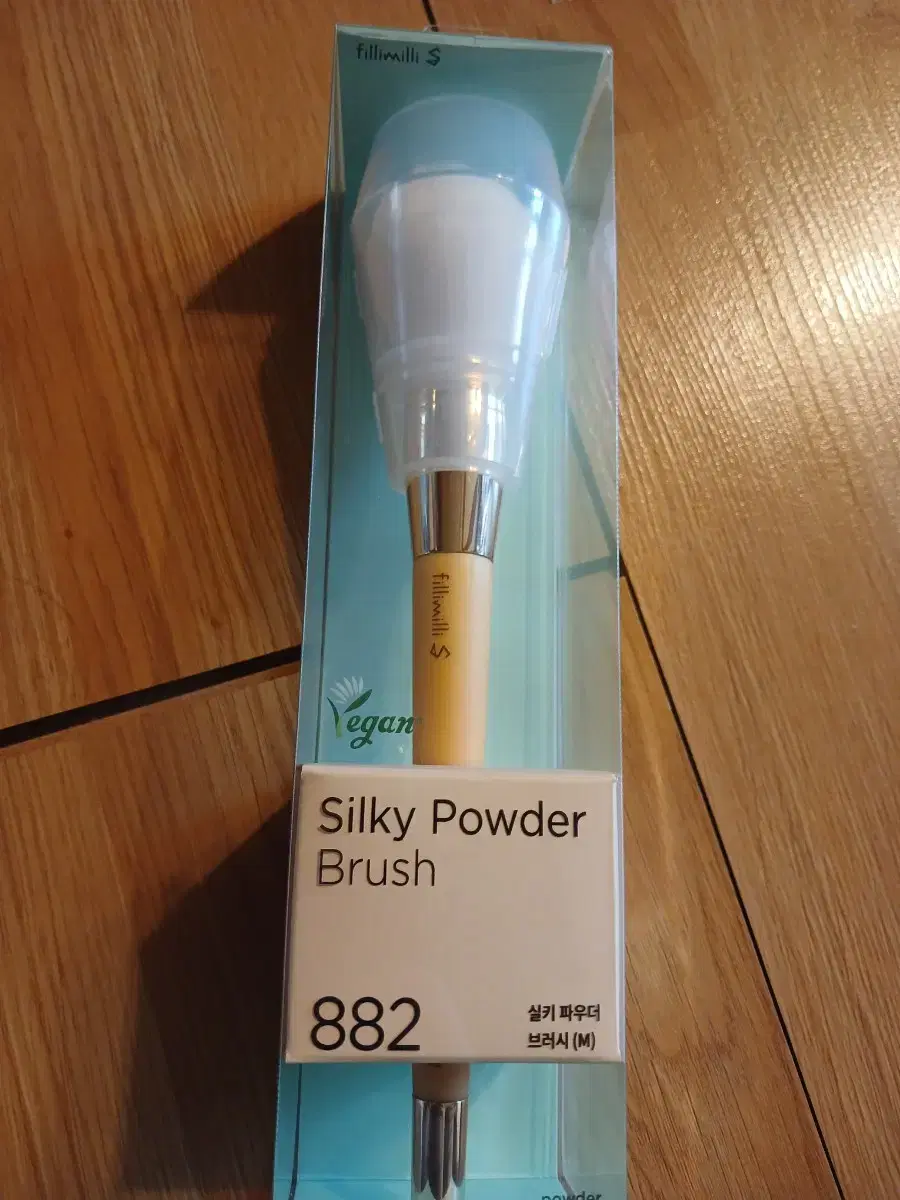 fillimilli S
fillimilli S
Vegan
Silky Powder
Brush
882
실키 파우더
브러시 (M)
powder